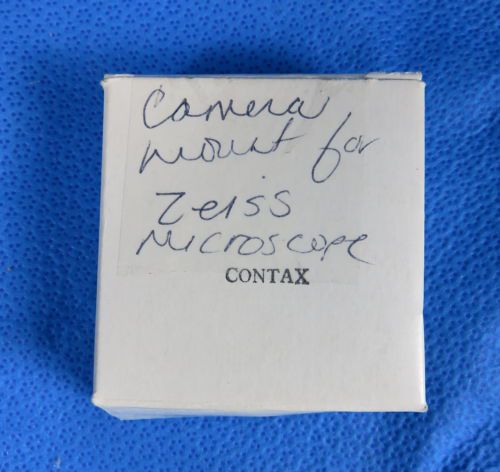 Camera
mount for
Zeiss
Microscope
CONTAX